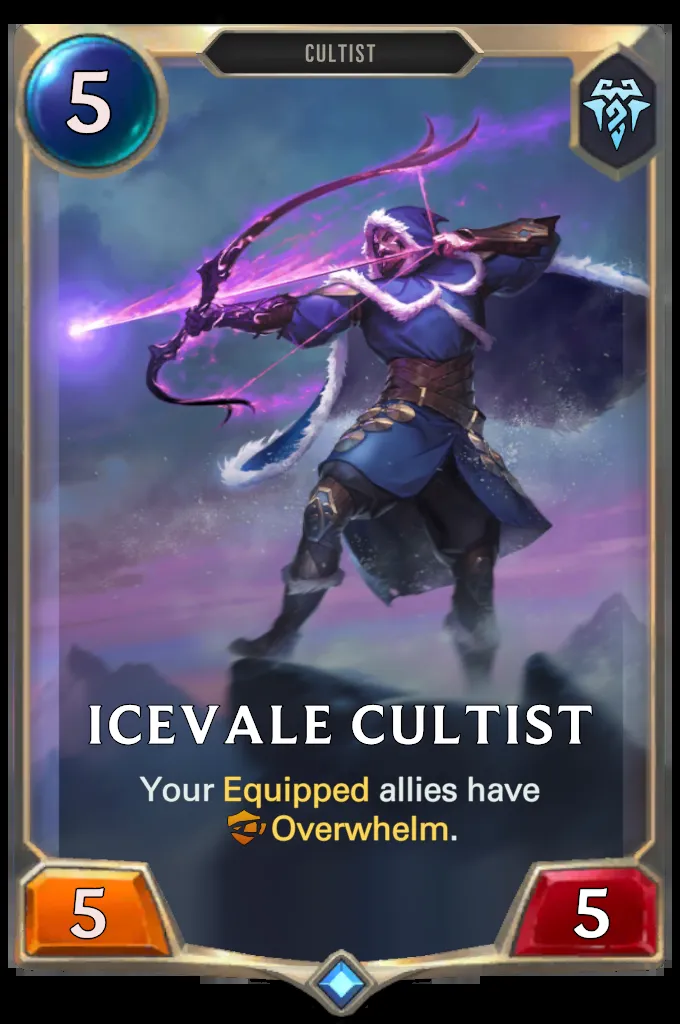 CULTIST
5
ICEVALE CULTIST
Your Equipped allies have
Overwhelm.
5
5